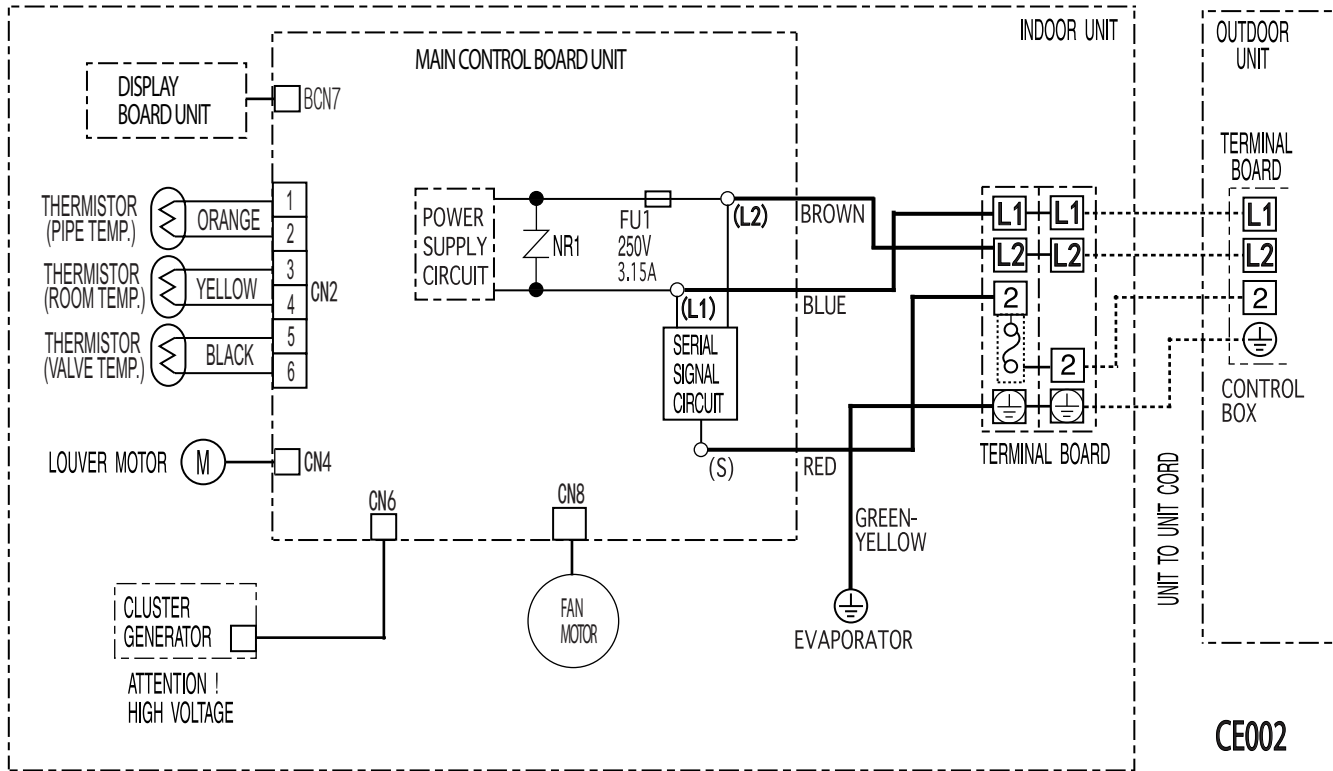 INDOOR UNIT
OUTDOOR
UNIT
MAIN CONTROL BOARD UNIT
DISPLAY
BOARD UNIT
BCN7
TERMINAL
BOARD
THERMISTOR
(PIPE TEMP.)
ORANGE
1
2
THERMISTOR
(ROOM TEMP.)
YELLOW
3
4
CN2
THERMISTOR
(VALVE TEMP.)
BLACK
5
6
POWER
SUPPLY
CIRCUIT
NR1
FU1
250V
3.15A
(L2)
BROWN
(L1)
BLUE
SERIAL
SIGNAL
CIRCUIT
(S)
RED
L1
L1
L2
L2
2
2
TERMINAL BOARD
L1
L2
2
CONTROL
BOX
LOUVER MOTOR
M
CN4
CN6
CN8
GREEN-
YELLOW
UNIT TO UNIT CORD
CLUSTER
GENERATOR
FAN
MOTOR
EVAPORATOR
ATTENTION !
HIGH VOLTAGE
CE002